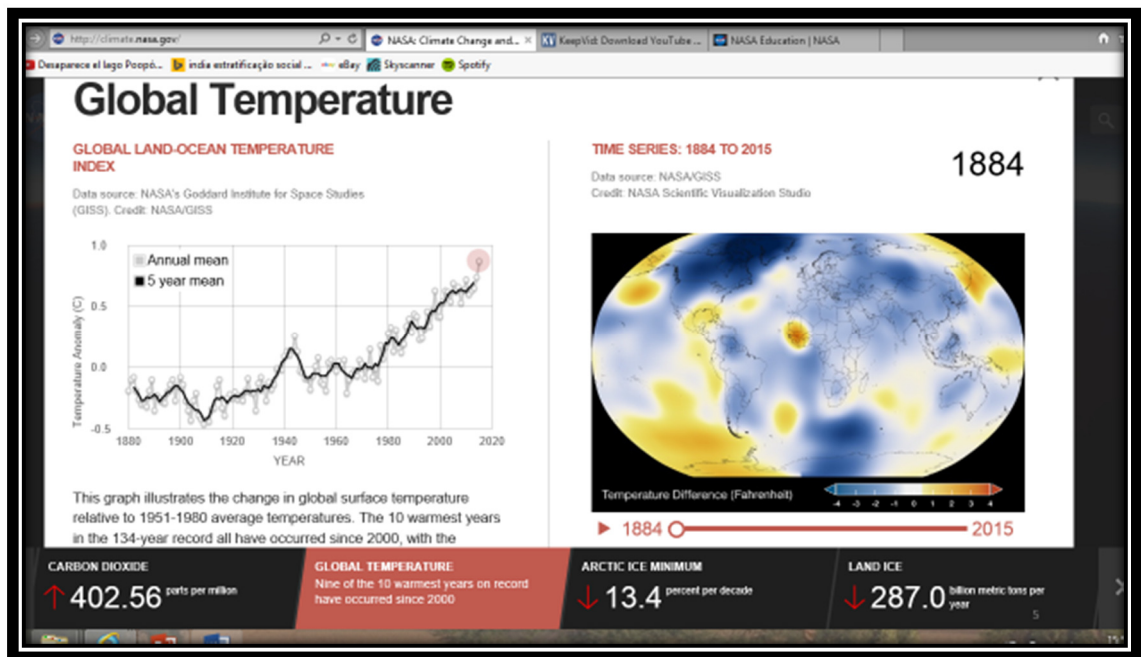 http://climate.nasa.gov/
NASA: Climate Change and...
KeepVid: Download YouTube ...
NASA Education | NASA
Desaparece el lago Poopó...
india estratificação social ...
eBay
Skyscanner
Spotify
Global Temperature
GLOBAL LAND-OCEAN TEMPERATURE
INDEX
Data source: NASA's Goddard Institute for Space Studies
(GISS). Credit: NASA/GISS
1.0
0.5
0.0
-0.5
Temperature Anomaly (C)
Annual mean
5 year mean
1880
1900
1920
1940
1960
1980
2000
2020
YEAR
This graph illustrates the change in global surface temperature
relative to 1951-1980 average temperatures. The 10 warmest years
in the 134-year record all have occurred since 2000, with the
TIME SERIES: 1884 TO 2015
Data source: NASA/GISS
Credit: NASA Scientific Visualization Studio
1884
Temperature Difference (Fahrenheit)
-4 -3 -2 -1 0 1 2 3 4
1884
2015
CARBON DIOXIDE
402.56 parts per million
GLOBAL TEMPERATURE
Nine of the 10 warmest years on record
have occurred since 2000
ARCTIC ICE MINIMUM
13.4 percent per decade
LAND ICE
287.0 billion metric tons per
year
5